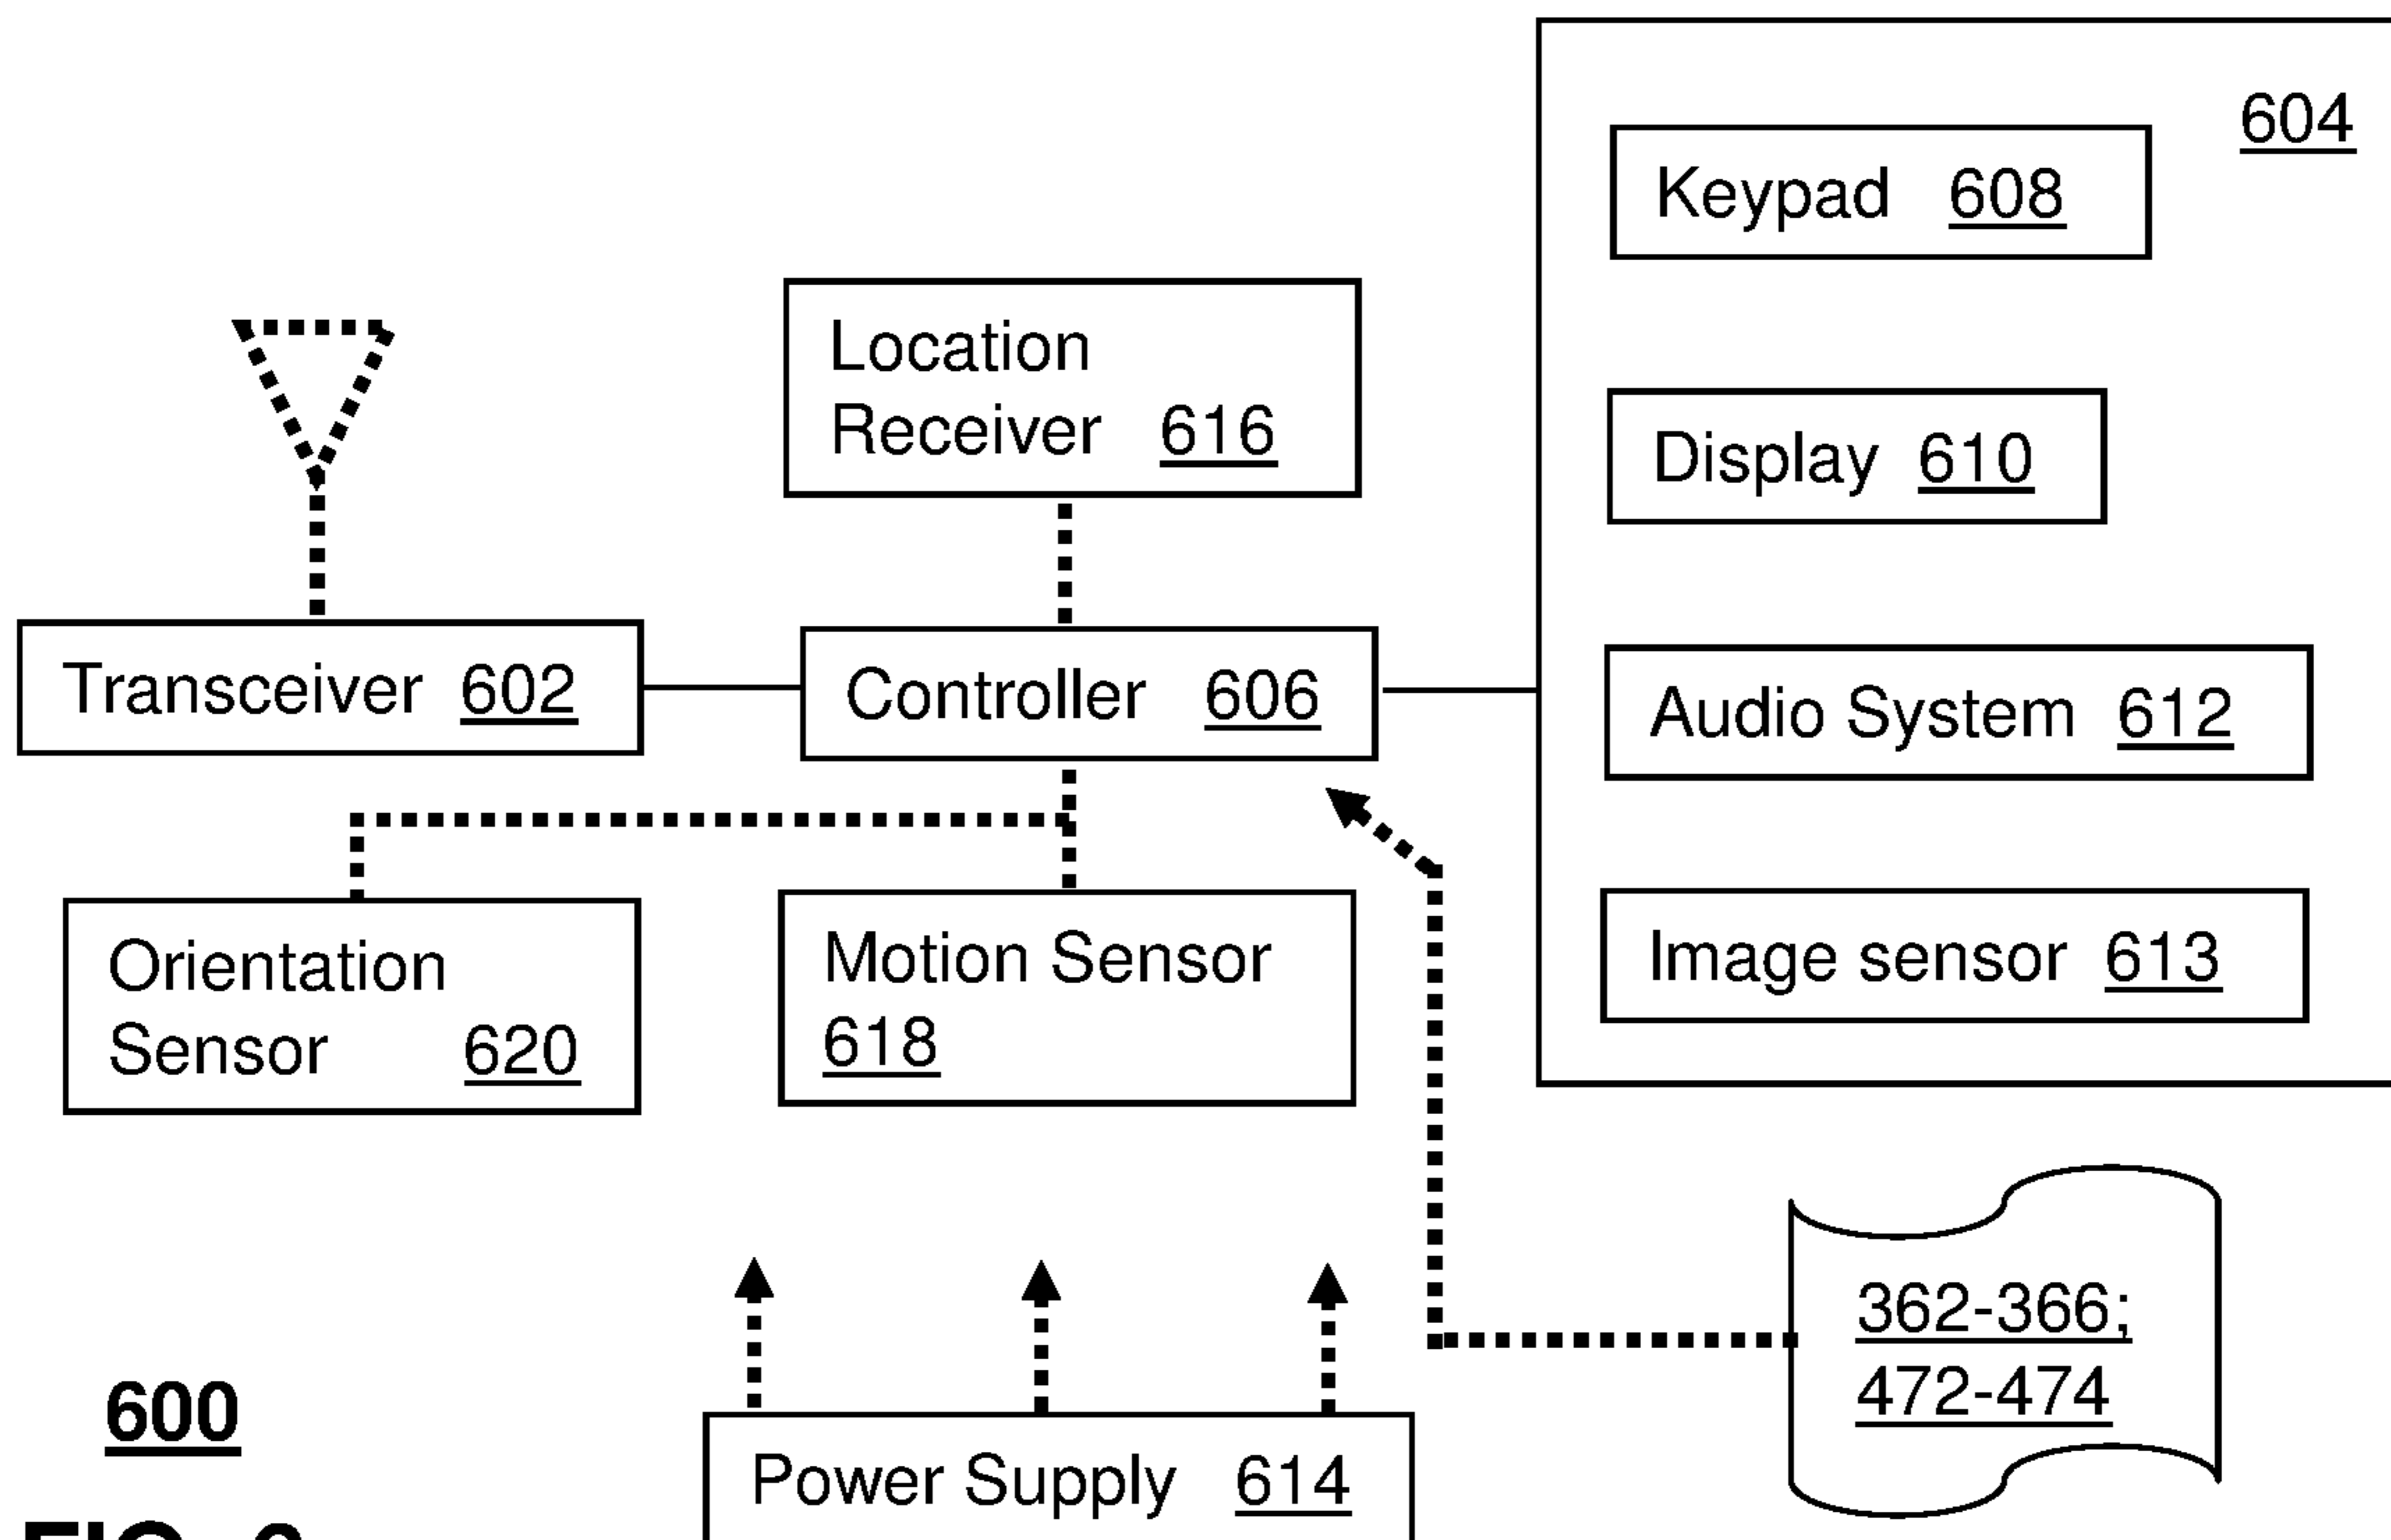 604
Keypad 608
Location
Receiver 616
Display 610
Transceiver 602
Controller 606
Audio System 612
Orientation
Sensor 620
Motion Sensor
618
Image sensor 613
362-366;
472-474
600
Power Supply 614
FIG.